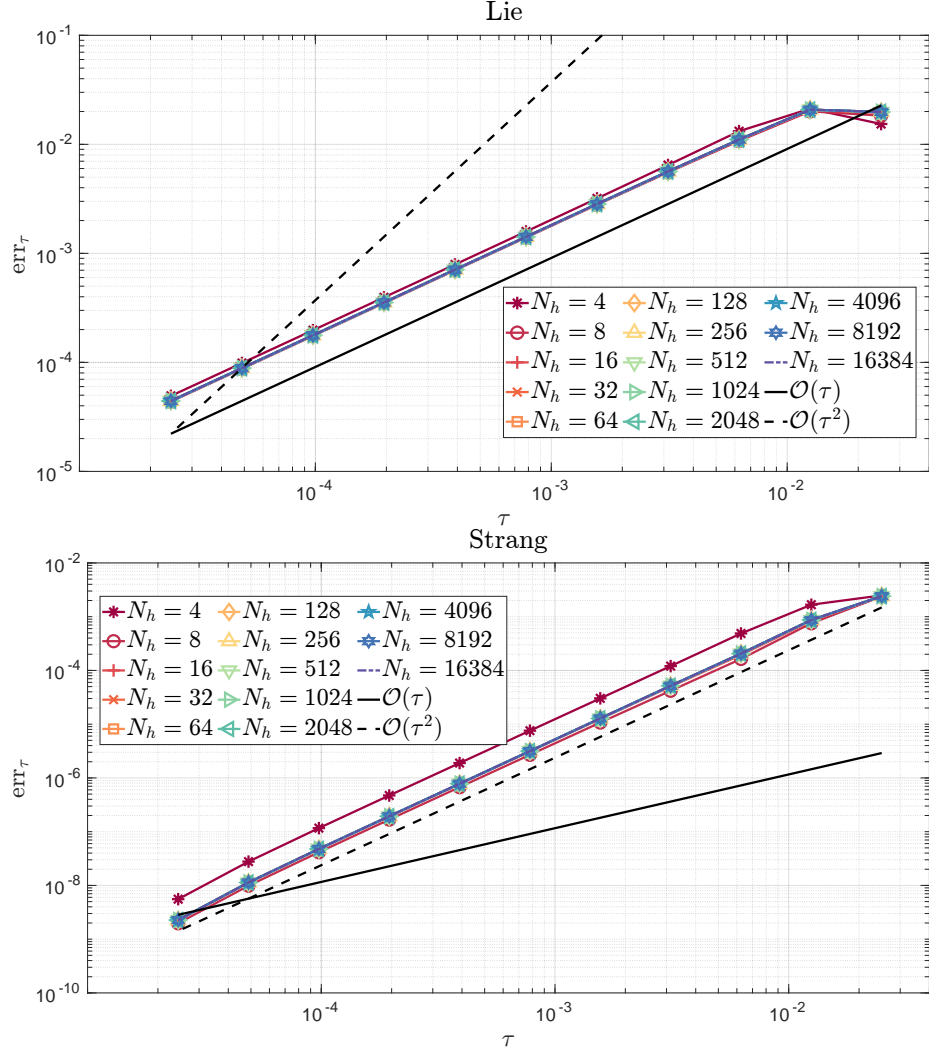 Lie
10^{-1}
10^{-2}
10^{-3}
10^{-4}
10^{-5}
err_τ
N_h = 4 N_h = 128 N_h = 4096
N_h = 8 N_h = 256 N_h = 8192
N_h = 16 N_h = 512 N_h = 16384
N_h = 32 N_h = 1024 O(τ)
N_h = 64 N_h = 2048 O(τ^2)
10^{-4} 10^{-3} 10^{-2}
τ
Strang
10^{-2}
10^{-4}
10^{-6}
10^{-8}
10^{-10}
err_τ
N_h = 4 N_h = 128 N_h = 4096
N_h = 8 N_h = 256 N_h = 8192
N_h = 16 N_h = 512 N_h = 16384
N_h = 32 N_h = 1024 O(τ)
N_h = 64 N_h = 2048 O(τ^2)
10^{-4} 10^{-3} 10^{-2}
τ